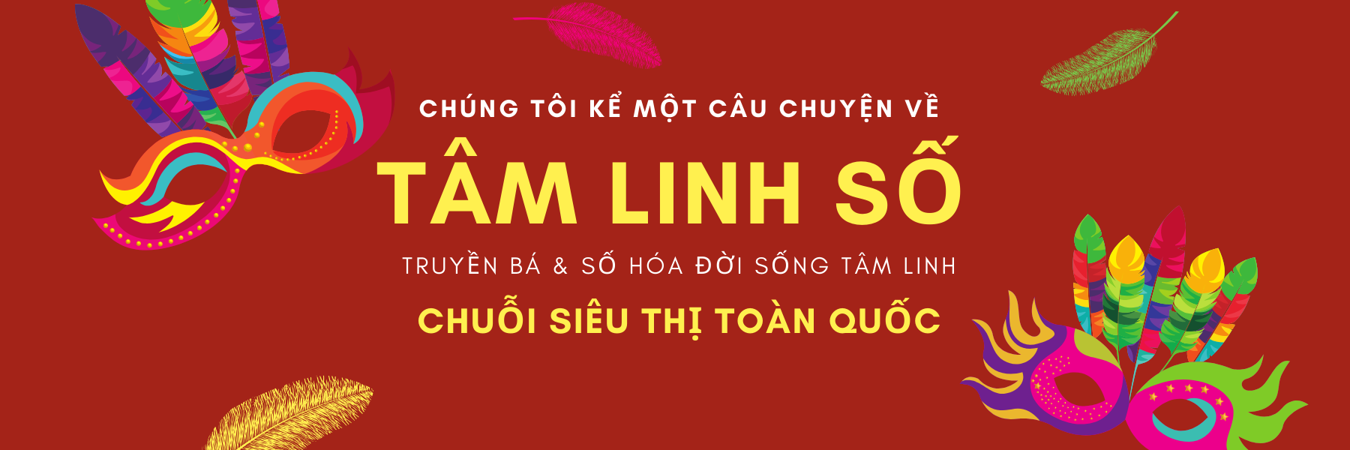 CHÚNG TÔI KỂ MỘT CÂU CHUYỆN VỀ
TÂM LINH SỐ
TRUYỀN BÁ & SỐ HÓA ĐỜI SỐNG TÂM LINH
CHUỖI SIÊU THỊ TOÀN QUỐC